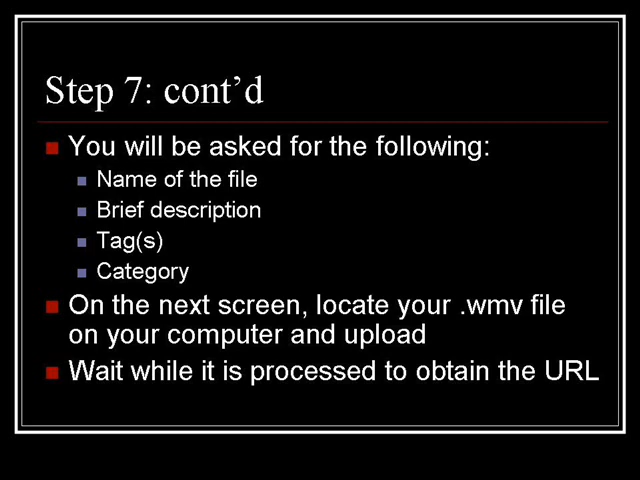 Step 7: cont’d
You will be asked for the following:
Name of the file
Brief description
Tag(s)
Category
On the next screen, locate your .wmv file
on your computer and upload
Wait while it is processed to obtain the URL